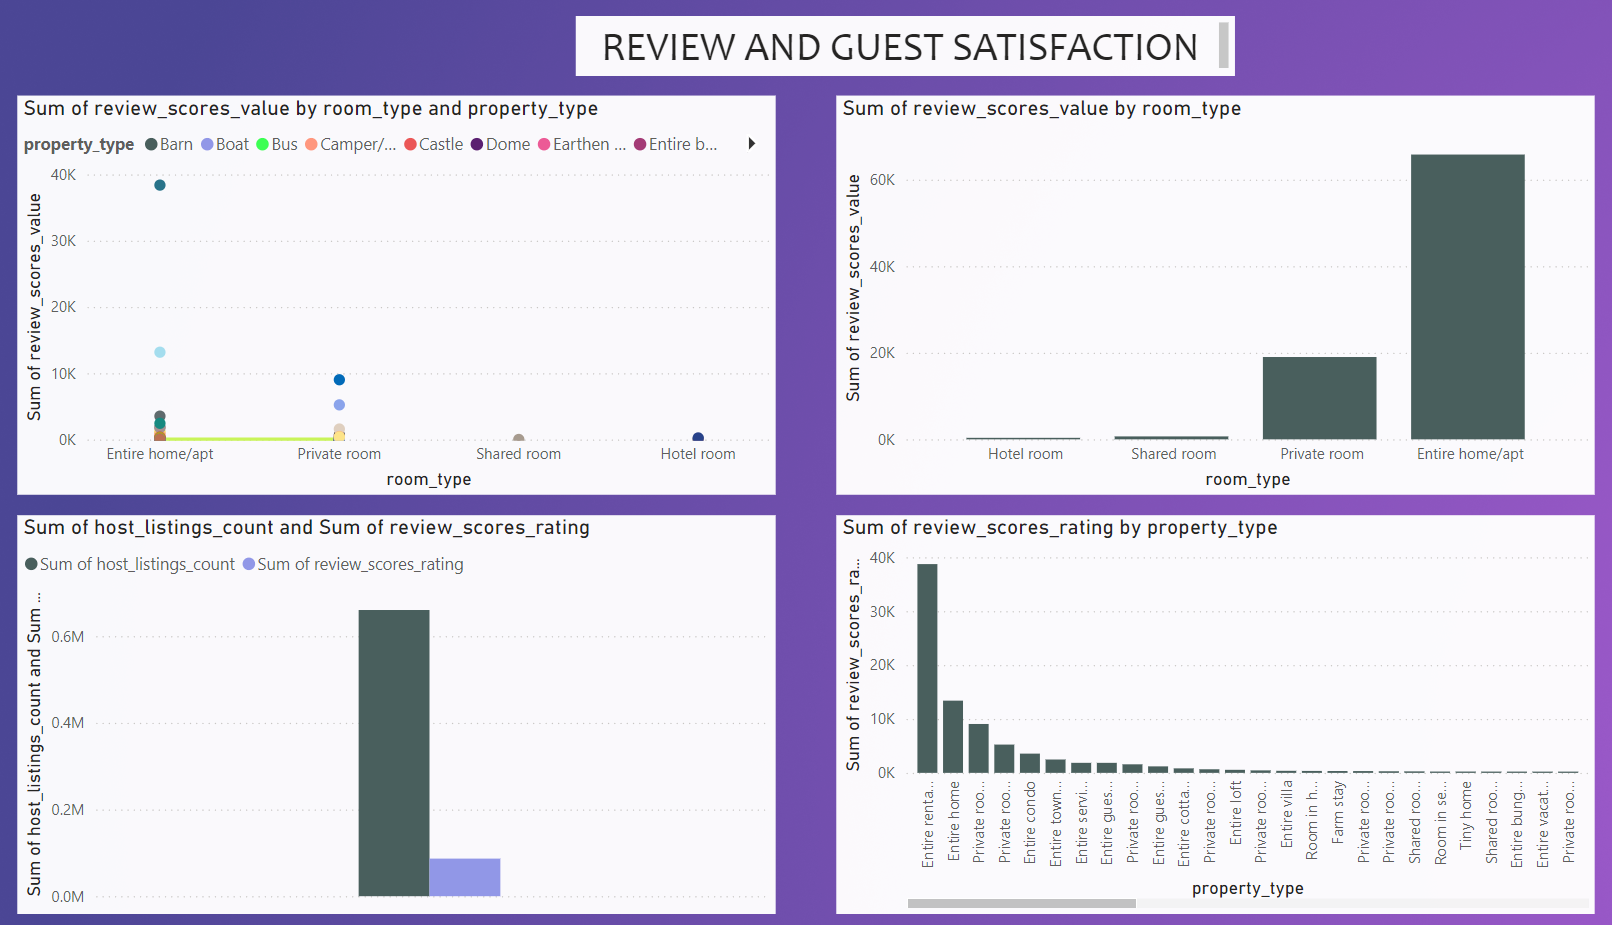 REVIEW AND GUEST SATISFACTION
Sum of review_scores_value by room_type and property_type
property_type Barn Boat Bus Camper/... Castle Dome Earthen ... Entire b...
Sum of review_scores_value
40K
30K
20K
10K
0K
Entire home/apt Private room Shared room Hotel room
room_type
Sum of review_scores_value by room_type
Sum of review_scores_value
60K
40K
20K
0K
Hotel room Shared room Private room Entire home/apt
room_type
Sum of host_listings_count and Sum of review_scores_rating
Sum of host_listings_count Sum of review_scores_rating
Sum of host_listings_count and Sum ...
0.6M
0.4M
0.2M
0.0M
Sum of review_scores_rating by property_type
Sum of review_scores_ra...
40K
30K
20K
10K
0K
Entire renta...
Entire home
Private roo...
Private roo...
Entire condo
Entire town...
Entire servi...
Entire gues...
Private roo...
Entire gues...
Entire cotta...
Private roo...
Entire loft
Private roo...
Entire villa
Room in h...
Farm stay
Private roo...
Private roo...
Shared roo...
Room in se...
Tiny home
Shared roo...
Entire bung...
Entire vacat...
Private roo...
property_type